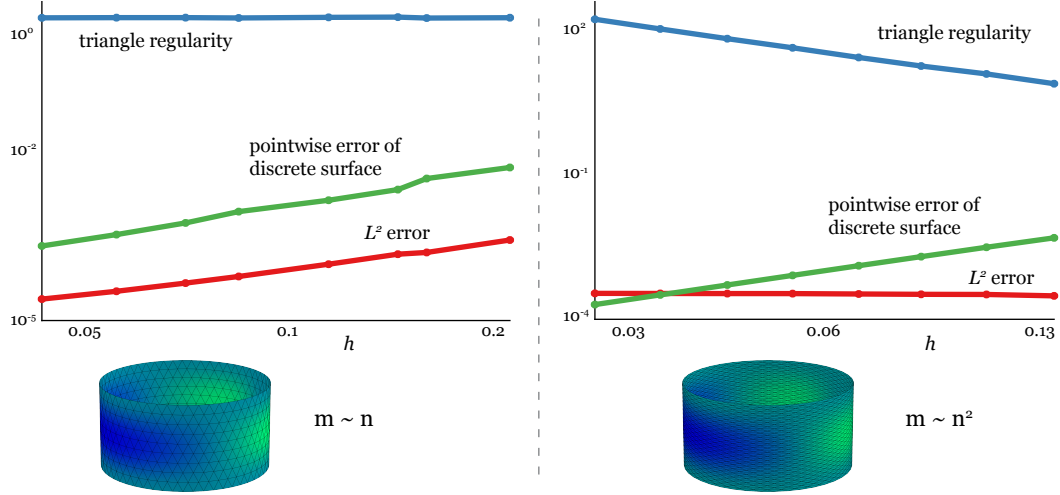 10⁰
triangle regularity
10⁻²
pointwise error of
discrete surface
L² error
10⁻⁵
0.05
0.1
0.2
h
m ~ n
10²
triangle regularity
10⁻¹
pointwise error of
discrete surface
L² error
10⁻⁴
0.03
0.06
0.13
h
m ~ n²